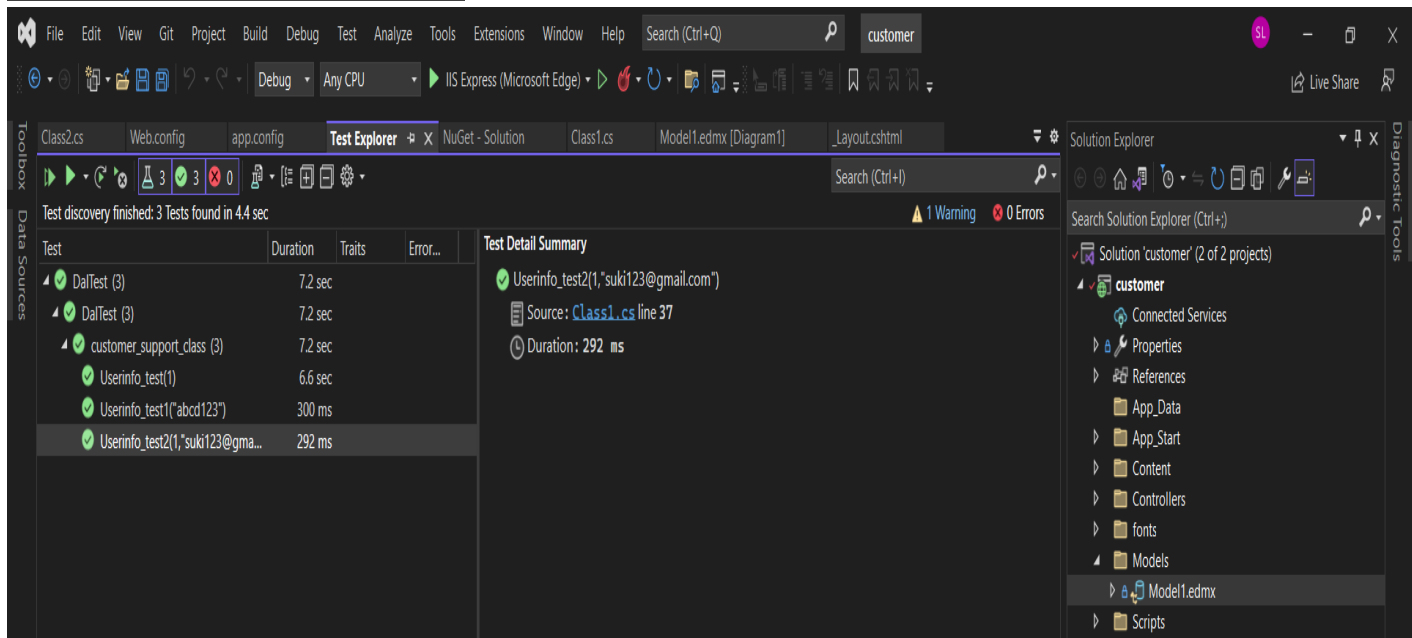 File Edit View Git Project Build Debug Test Analyze Tools Extensions Window Help Search (Ctrl+Q) customer SL
Debug Any CPU IIS Express (Microsoft Edge) Live Share
Toolbox
Data Sources
Class2.cs Web.config app.config Test Explorer NuGet - Solution Class1.cs Model1.edmx [Diagram1] _Layout.cshtml
3 3 0 Search (Ctrl+I)
Test discovery finished: 3 Tests found in 4.4 sec 1 Warning 0 Errors
Test Duration Traits Error...
DalTest (3) 7.2 sec
DalTest (3) 7.2 sec
customer_support_class (3) 7.2 sec
Userinfo_test(1) 6.6 sec
Userinfo_test1("abcd123") 300 ms
Userinfo_test2(1,"suki123@gma... 292 ms
Test Detail Summary
Userinfo_test2(1,"suki123@gmail.com")
Source: Class1.cs line 37
Duration: 292 ms
Solution Explorer
Search Solution Explorer (Ctrl+;)
Solution 'customer' (2 of 2 projects)
customer
Connected Services
Properties
References
App_Data
App_Start
Content
Controllers
fonts
Models
Model1.edmx
Scripts
Diagnostic Tools